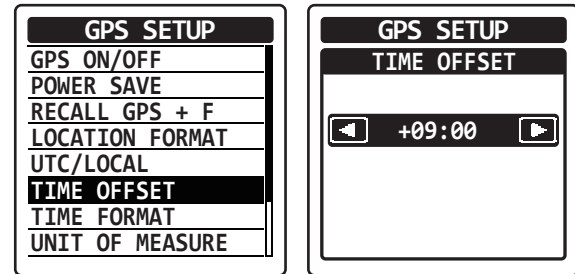 GPS SETUP
GPS ON/OFF
POWER SAVE
RECALL GPS + F
LOCATION FORMAT
UTC/LOCAL
TIME OFFSET
TIME FORMAT
UNIT OF MEASURE
GPS SETUP
TIME OFFSET
+09:00